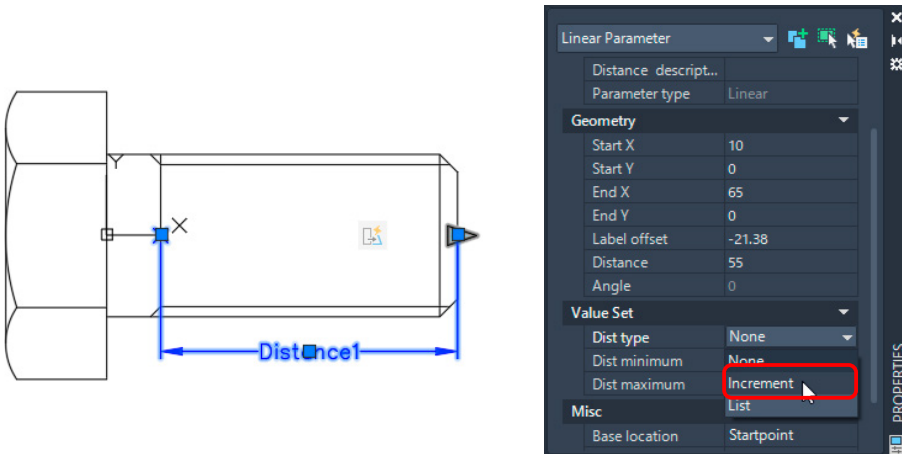 Distance1
Linear Parameter
Distance descript...
Parameter type Linear
Geometry
Start X 10
Start Y 0
End X 65
End Y 0
Label offset -21.38
Distance 55
Angle 0
Value Set
Dist type None
Dist minimum None
Dist maximum Increment
List
Misc
Base location Startpoint
PROPERTIES